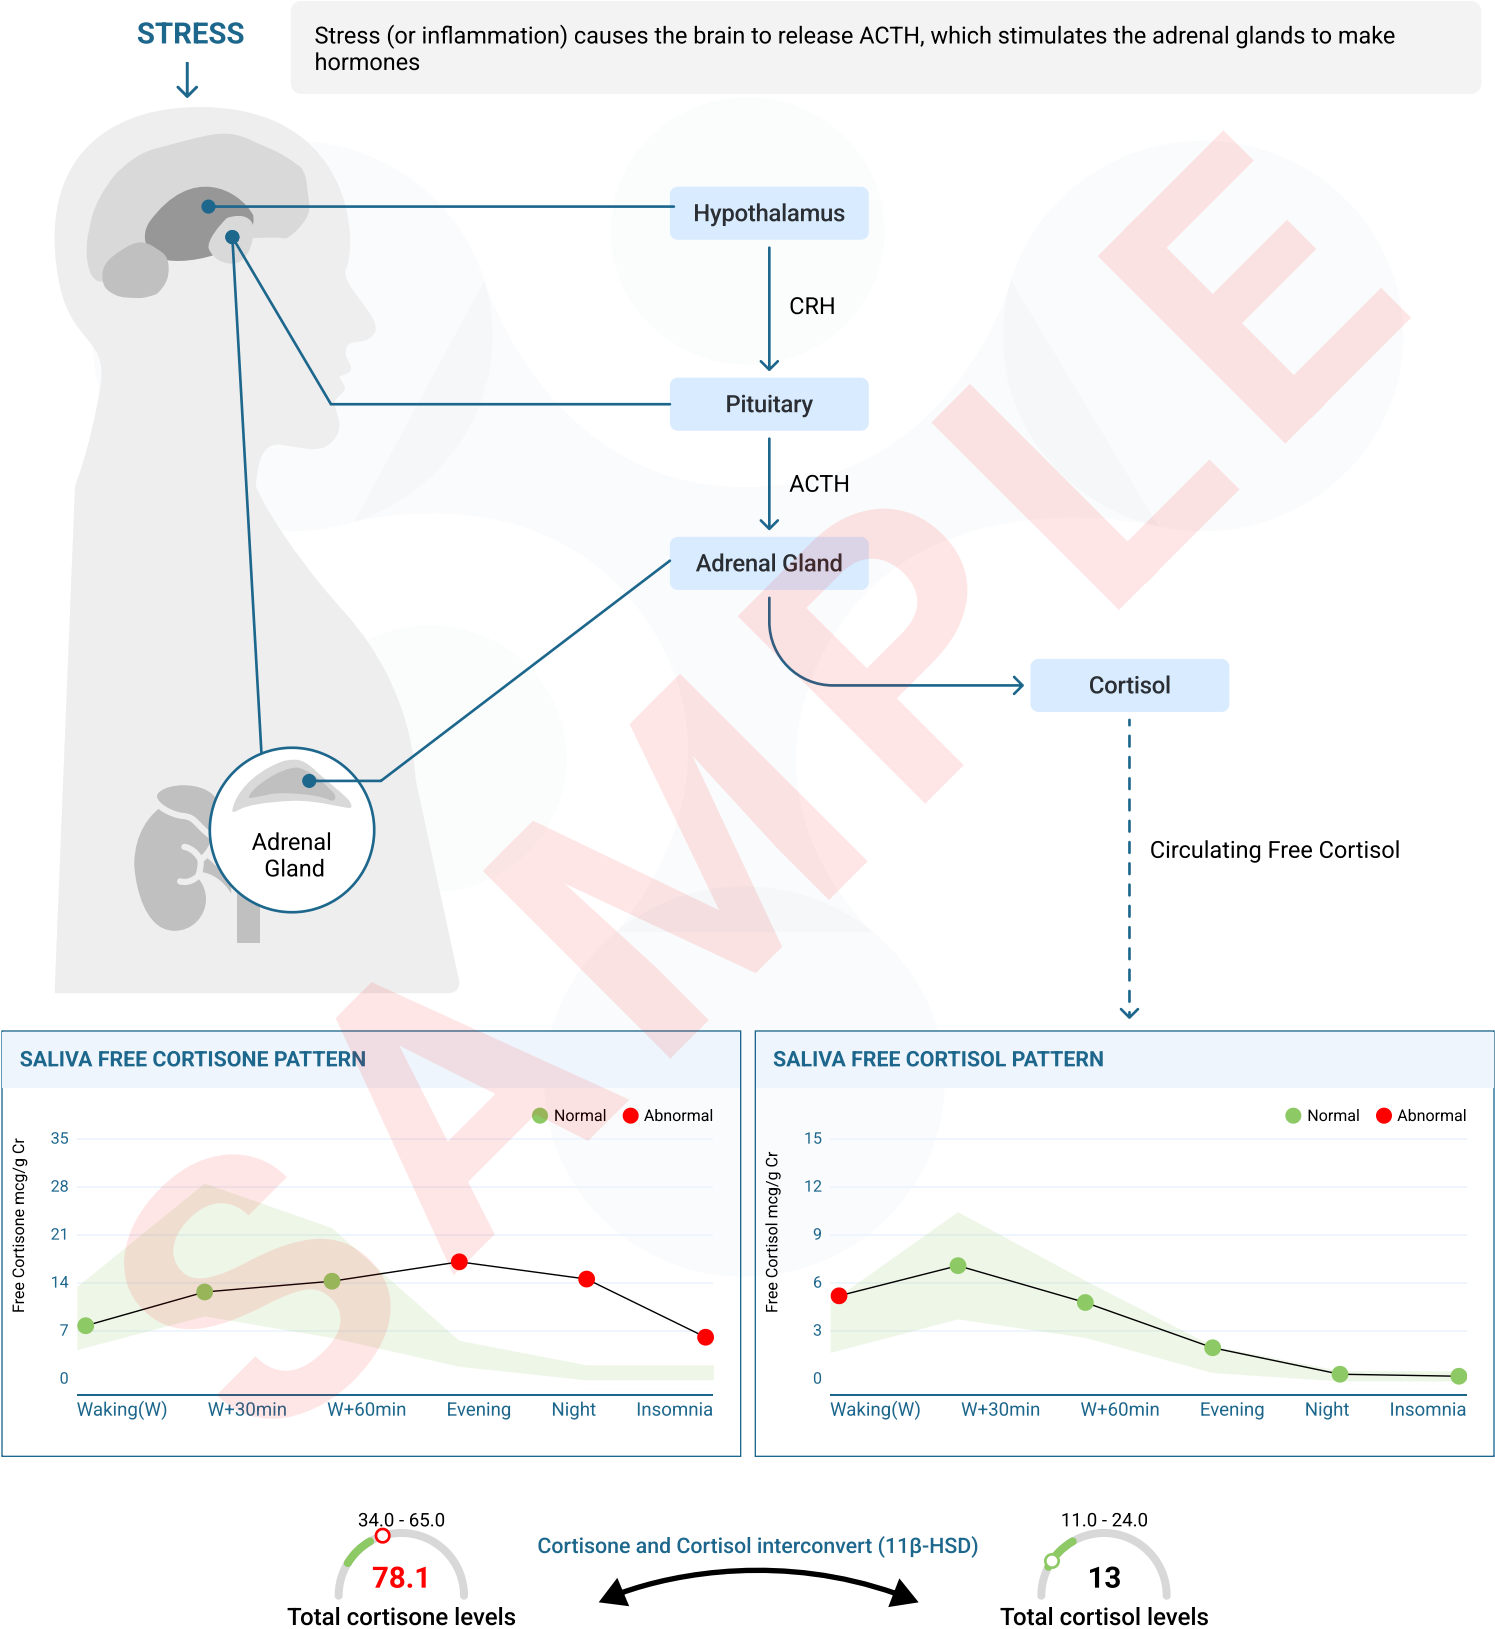 STRESS
Stress (or inflammation) causes the brain to release ACTH, which stimulates the adrenal glands to make
hormones
Hypothalamus
CRH
Pituitary
ACTH
Adrenal Gland
Cortisol
Adrenal
Gland
Circulating Free Cortisol
SAMPLE
SALIVA FREE CORTISONE PATTERN
Normal Abnormal
Free Cortisone mcg/g Cr
35
28
21
14
7
0
Waking(W) W+30min W+60min Evening Night Insomnia
SALIVA FREE CORTISOL PATTERN
Normal Abnormal
Free Cortisol mcg/g Cr
15
12
9
6
3
0
Waking(W) W+30min W+60min Evening Night Insomnia
34.0 - 65.0
78.1
Total cortisone levels
Cortisone and Cortisol interconvert (11β-HSD)
11.0 - 24.0
13
Total cortisol levels